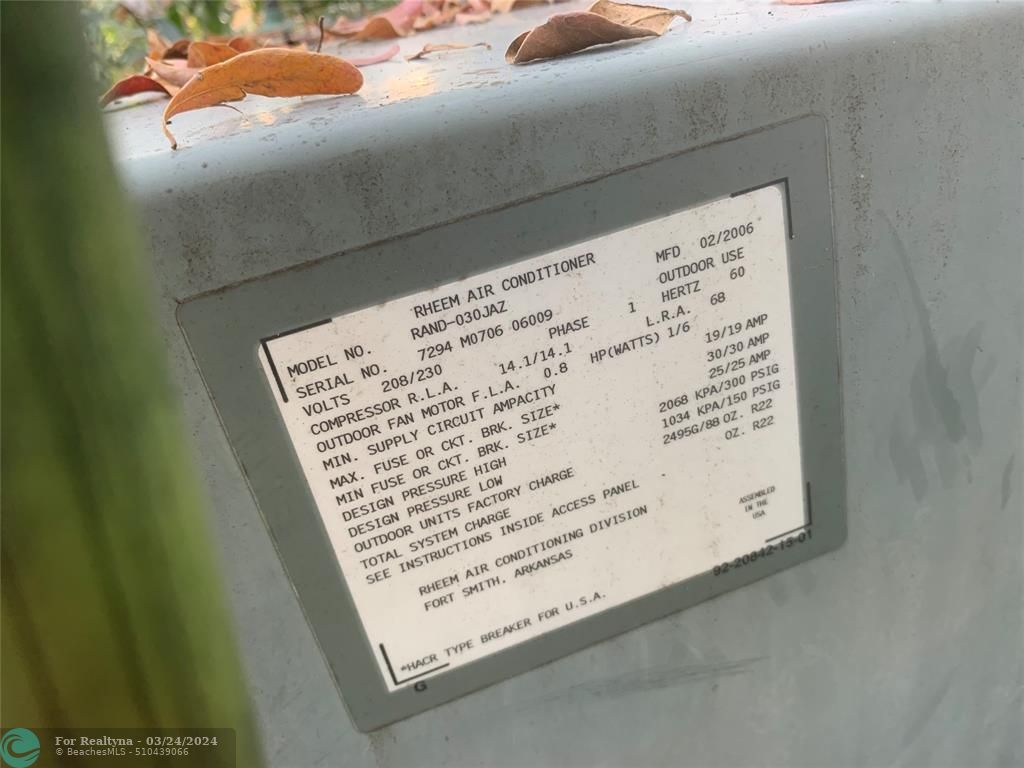 RHEEM AIR CONDITIONER
MODEL NO. RAND-030JAZ MFD 02/2006
SERIAL NO. 7294 M0706 06009 OUTDOOR USE
VOLTS 208/230 PHASE 1 HERTZ 60
COMPRESSOR R.L.A. 14.1/14.1 L.R.A. 68
OUTDOOR FAN MOTOR F.L.A. 0.8 HP(WATTS) 1/6
MIN. SUPPLY CIRCUIT AMPACITY 19/19 AMP
MAX. FUSE OR CKT. BRK. SIZE* 30/30 AMP
MIN FUSE OR CKT. BRK. SIZE* 25/25 AMP
DESIGN PRESSURE HIGH 2068 KPA/300 PSIG
DESIGN PRESSURE LOW 1034 KPA/150 PSIG
OUTDOOR UNITS FACTORY CHARGE 2495G/88 OZ. R22
TOTAL SYSTEM CHARGE OZ. R22
SEE INSTRUCTIONS INSIDE ACCESS PANEL
RHEEM AIR CONDITIONING DIVISION
FORT SMITH, ARKANSAS
ASSEMBLED
IN THE
USA
*HACR TYPE BREAKER FOR U.S.A.
92-20842-15-01
G
For Realtyna - 03/24/2024
© BeachesMLS - 510439066